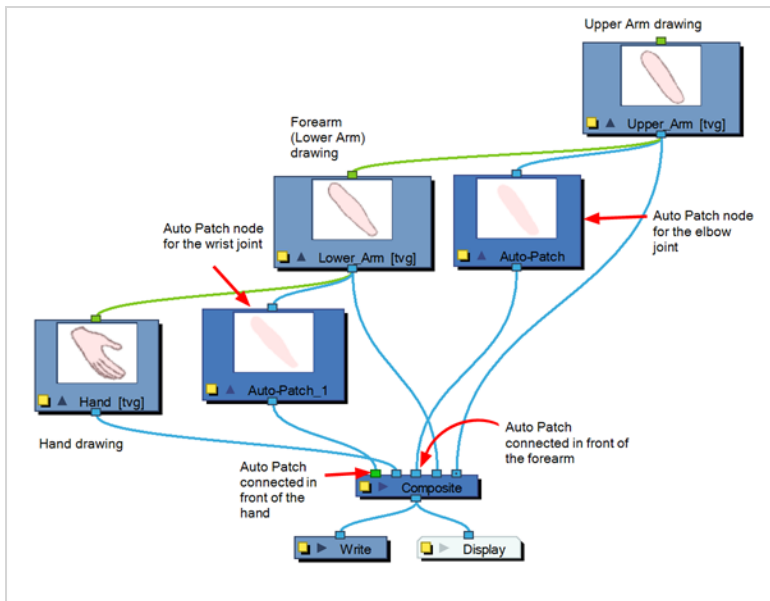 Upper Arm drawing
Upper_Arm [tvg]
Forearm
(Lower Arm)
drawing
Auto Patch node
for the wrist joint
Lower_Arm [tvg]
Auto-Patch
Auto Patch node
for the elbow
joint
Hand [tvg]
Auto-Patch_1
Hand drawing
Auto Patch
connected in
front of the
hand
Auto Patch
connected in front of
the forearm
Composite
Write
Display